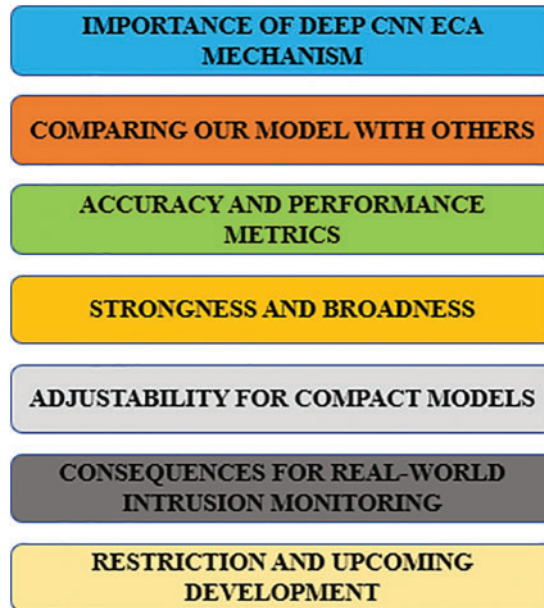 IMPORTANCE OF DEEP CNN ECA
MECHANISM
COMPARING OUR MODEL WITH OTHERS
ACCURACY AND PERFORMANCE
METRICS
STRONGNESS AND BROADNESS
ADJUSTABILITY FOR COMPACT MODELS
CONSEQUENCES FOR REAL-WORLD
INTRUSION MONITORING
RESTRICTION AND UPCOMING
DEVELOPMENT